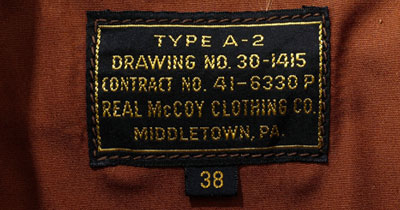 TYPE A-2
DRAWING NO. 30-1415
CONTRACT NO. 41-6330 P
REAL McCOY CLOTHING CO.
MIDDLETOWN, PA.
38